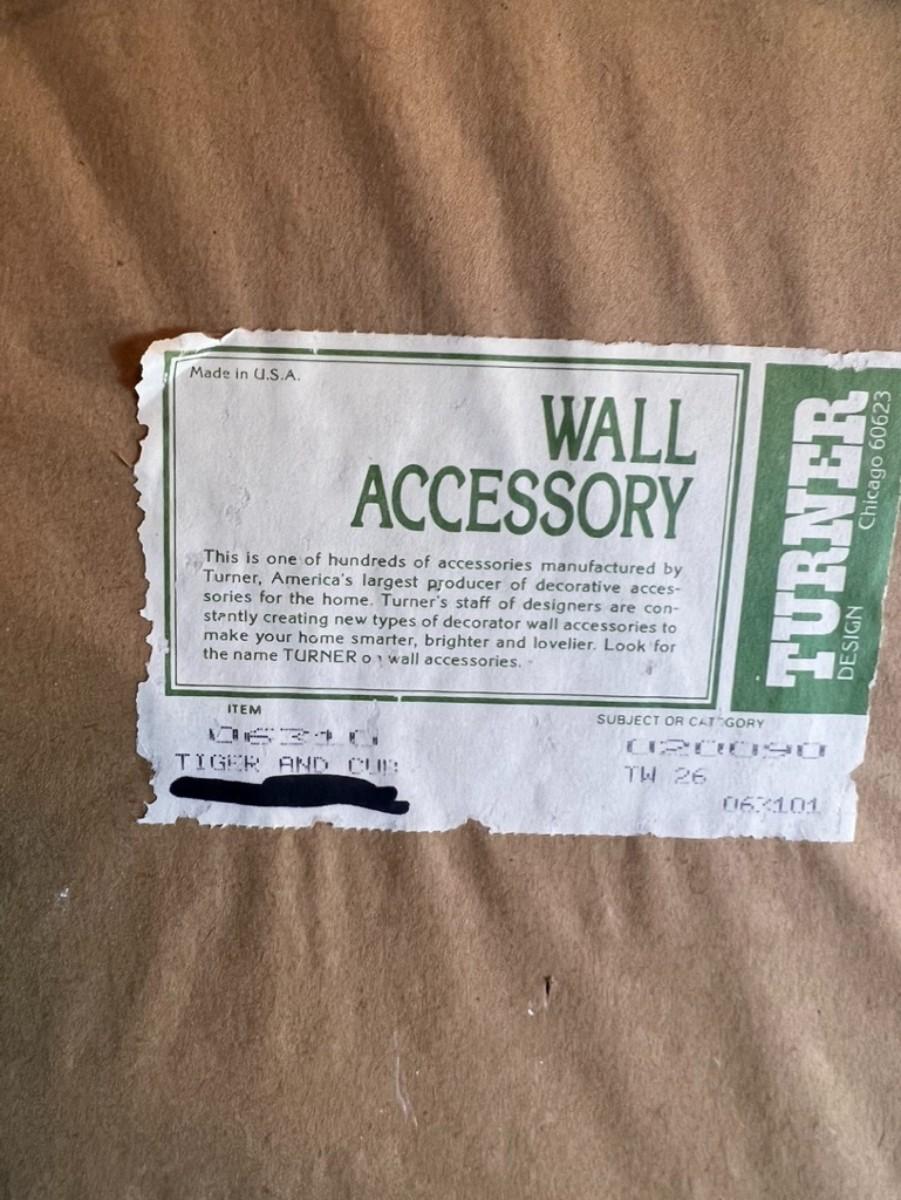 Made in U.S.A.
WALL
ACCESSORY
This is one of hundreds of accessories manufactured by
Turner, America's largest producer of decorative acces-
sories for the home. Turner's staff of designers are con-
stantly creating new types of decorator wall accessories to
make your home smarter, brighter and lovelier. Look for
the name TURNER on wall accessories.
TURNER
DESIGN Chicago 60623
ITEM
06310
TIGER AND CUB
SUBJECT OR CATEGORY
TW 26